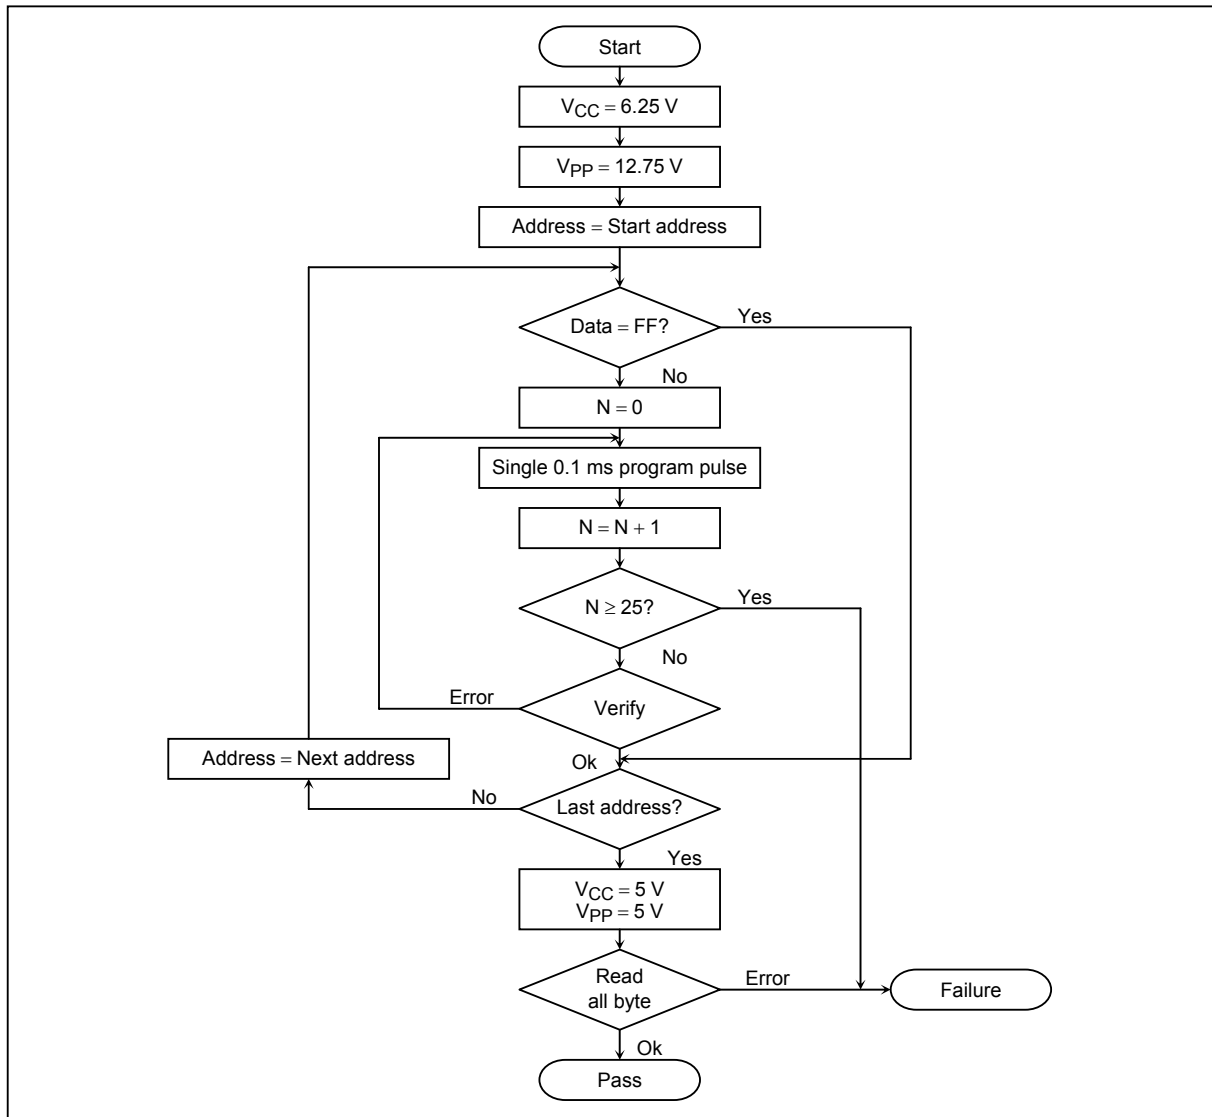 Start
VCC = 6.25 V
VPP = 12.75 V
Address = Start address
Data = FF?
Yes
No
N = 0
Single 0.1 ms program pulse
N = N + 1
N ≥ 25?
Yes
No
Error
Verify
Address = Next address
Ok
No
Last address?
Yes
VCC = 5 V
VPP = 5 V
Read
all byte
Error
Failure
Ok
Pass